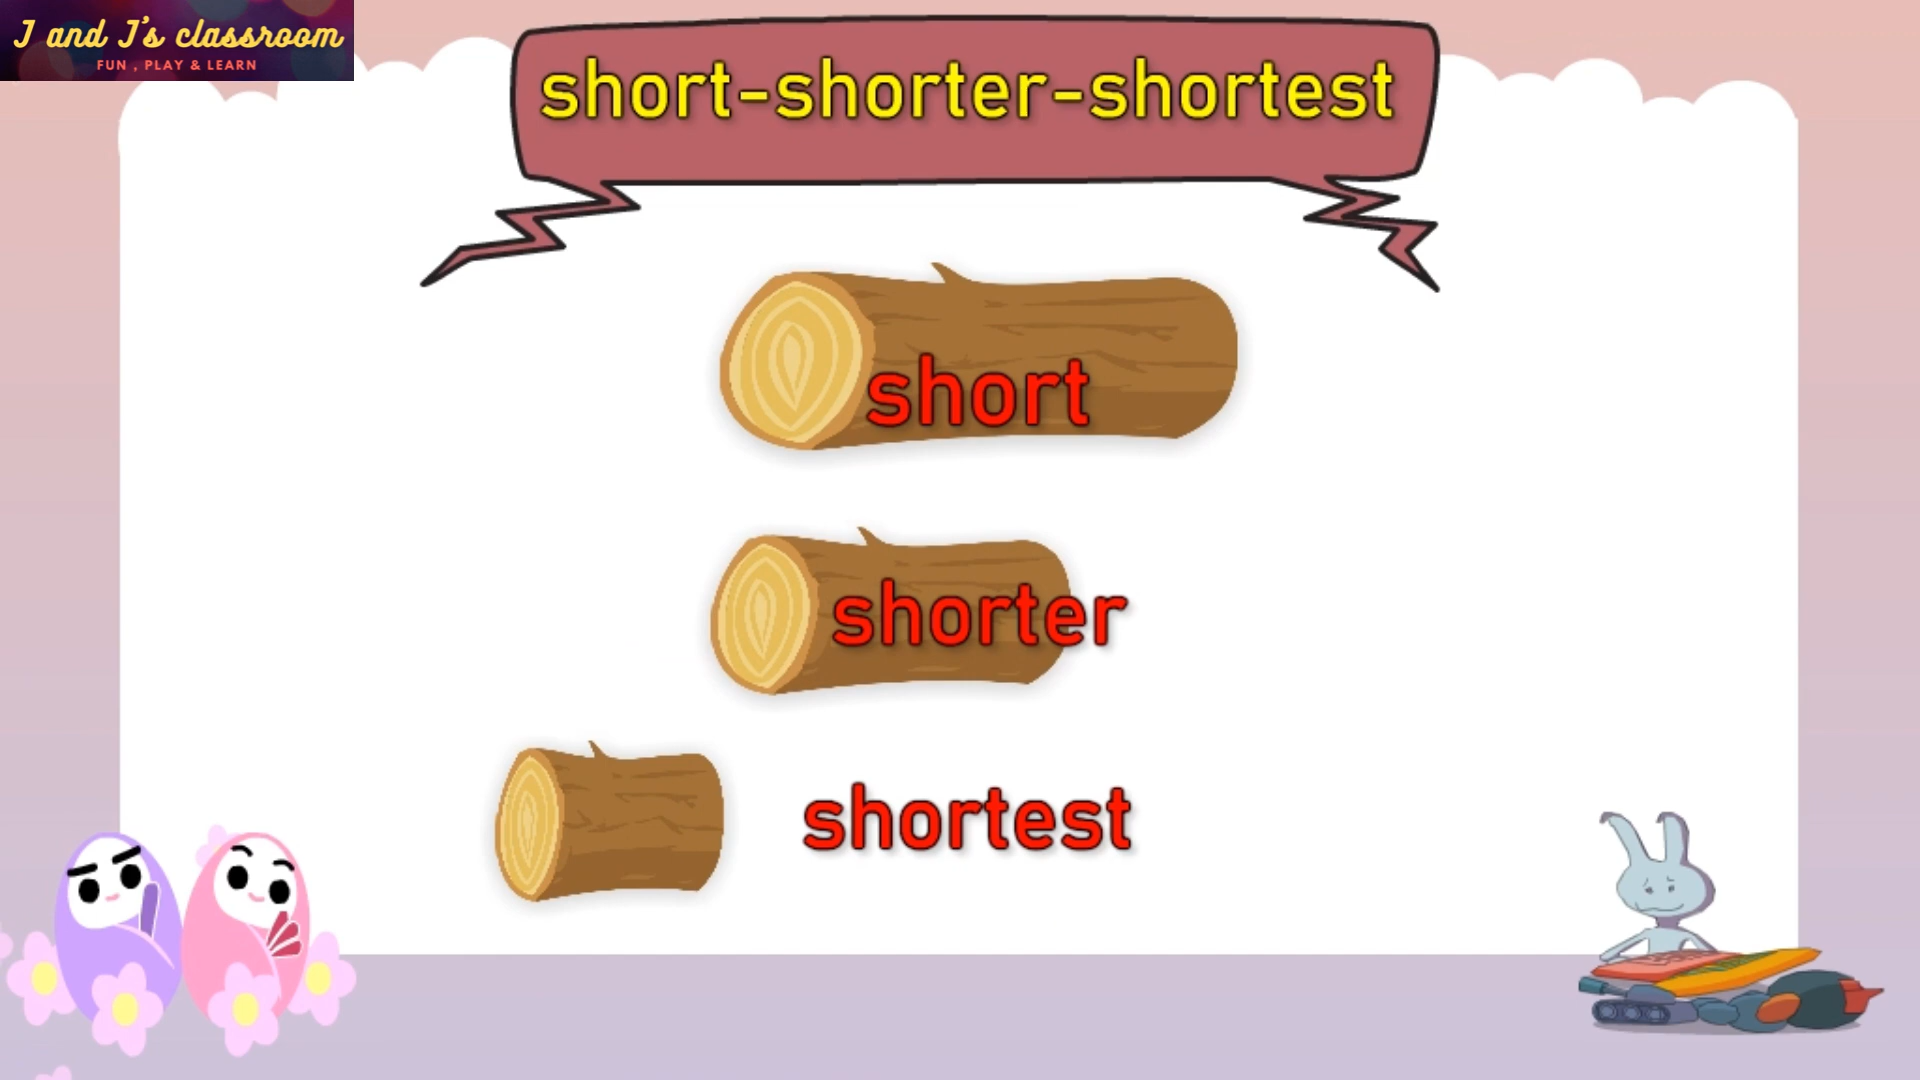 J and J's classroom
FUN , PLAY & LEARN
short-shorter-shortest
short
shorter
shortest